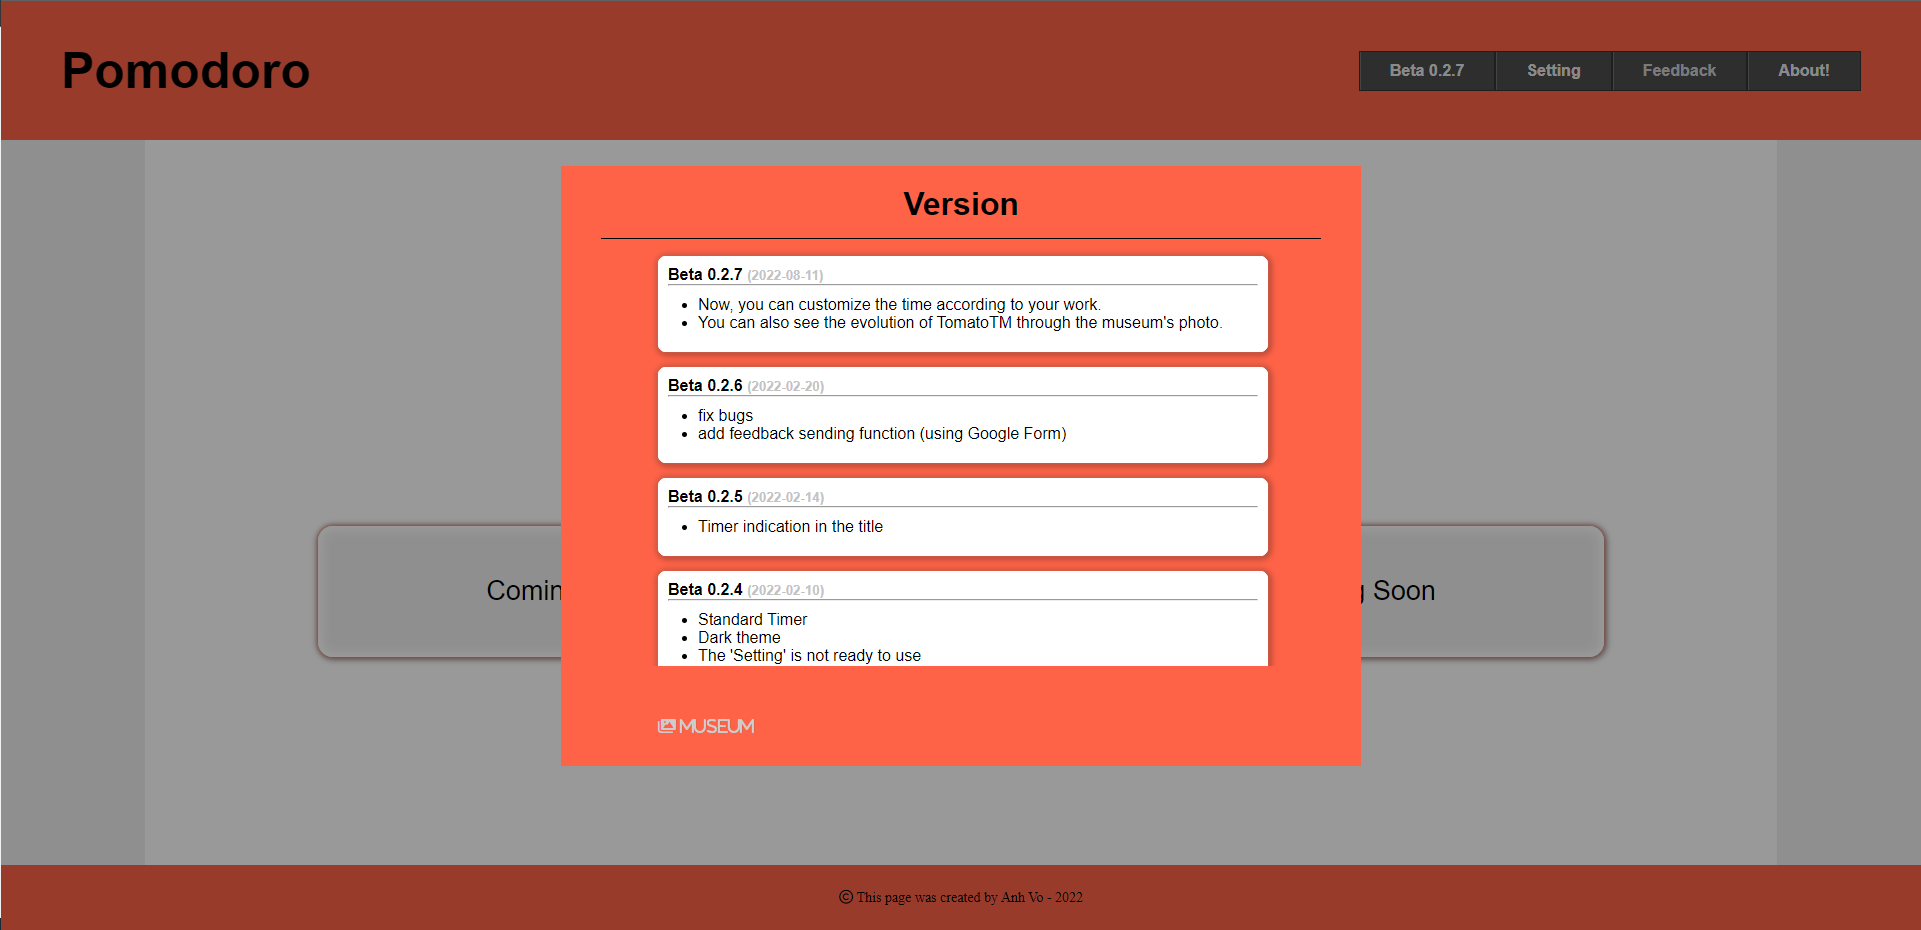 Pomodoro
Beta 0.2.7
Setting
Feedback
About!
Version
Beta 0.2.7 (2022-08-11)
Now, you can customize the time according to your work.
You can also see the evolution of TomatoTM through the museum's photo.
Beta 0.2.6 (2022-02-20)
fix bugs
add feedback sending function (using Google Form)
Beta 0.2.5 (2022-02-14)
Timer indication in the title
Beta 0.2.4 (2022-02-10)
Standard Timer
Dark theme
The 'Setting' is not ready to use
Comin
g Soon
MUSEUM
© This page was created by Anh Vo - 2022